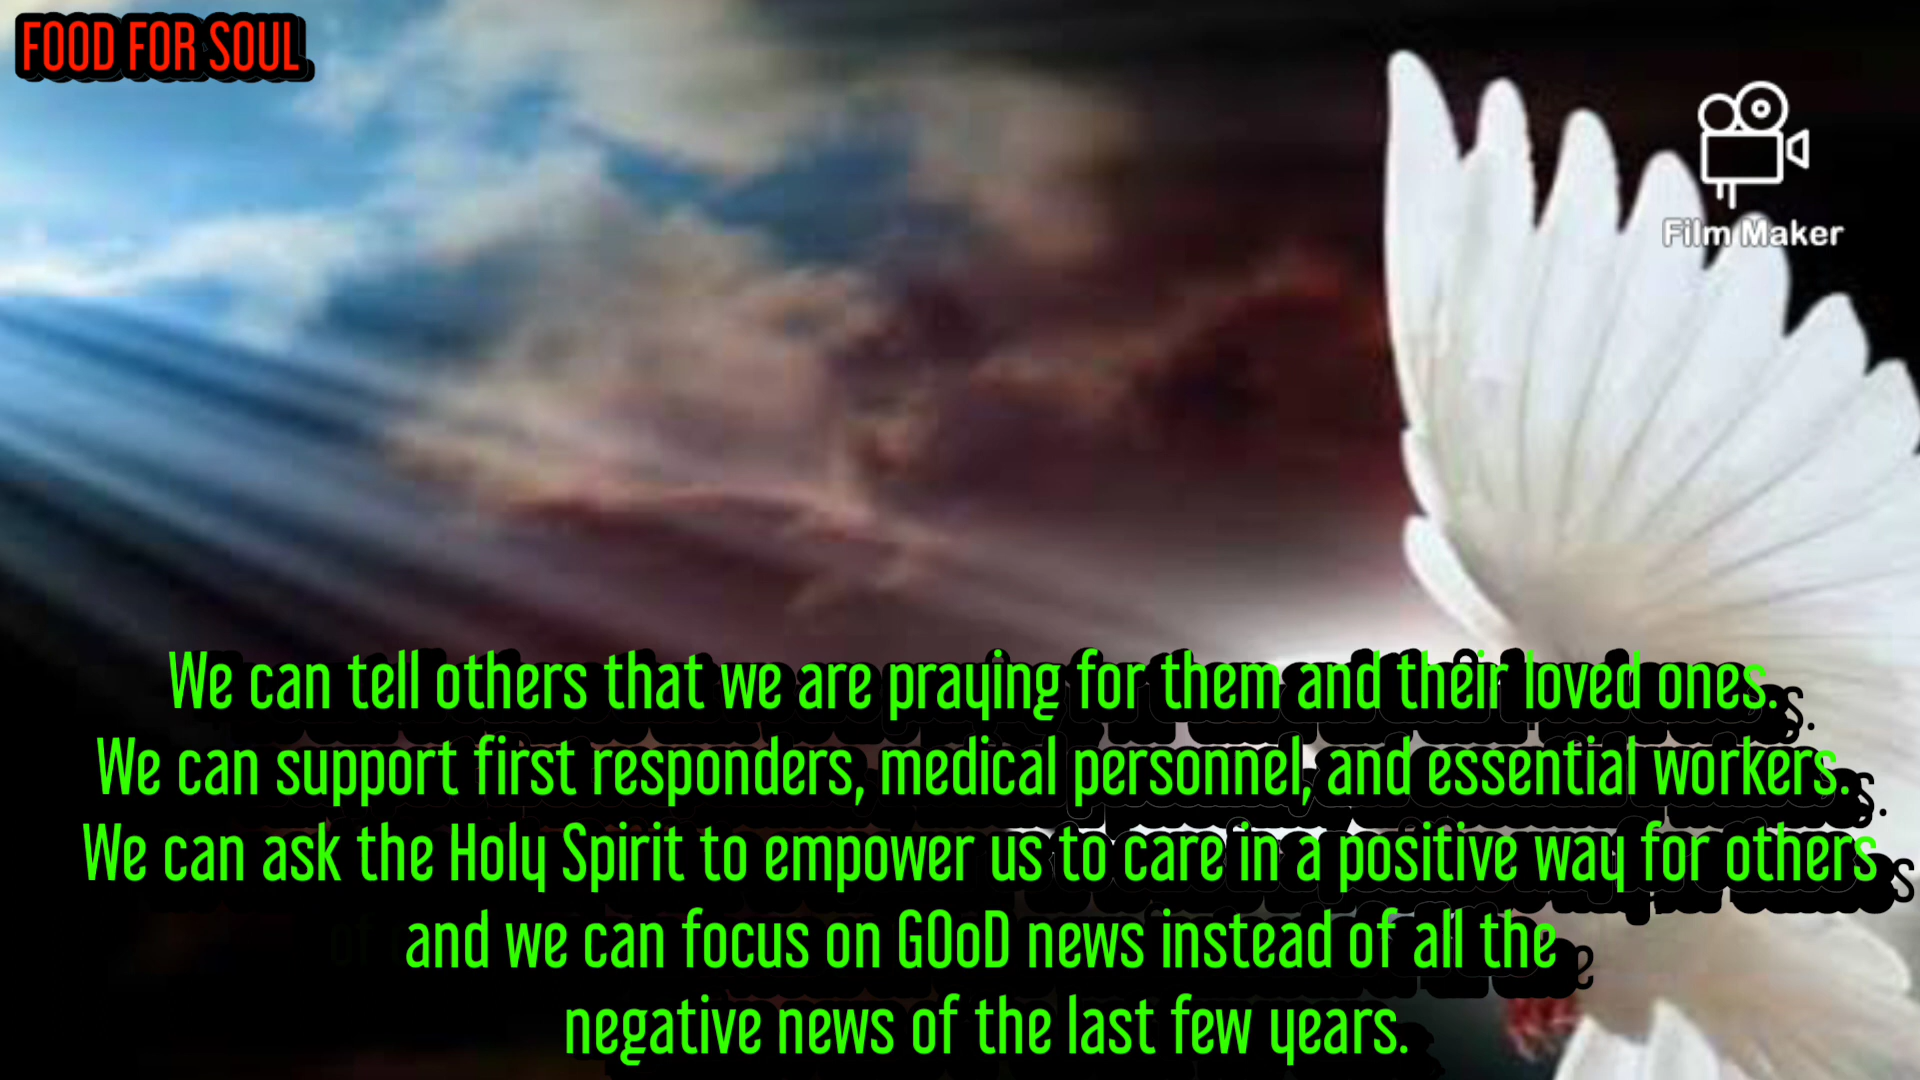 FOOD FOR SOUL
Film Maker
We can tell others that we are praying for them and their loved ones.
We can support first responders, medical personnel, and essential workers.
We can ask the Holy Spirit to empower us to care in a positive way for others
and we can focus on GOoD news instead of all the
negative news of the last few years.